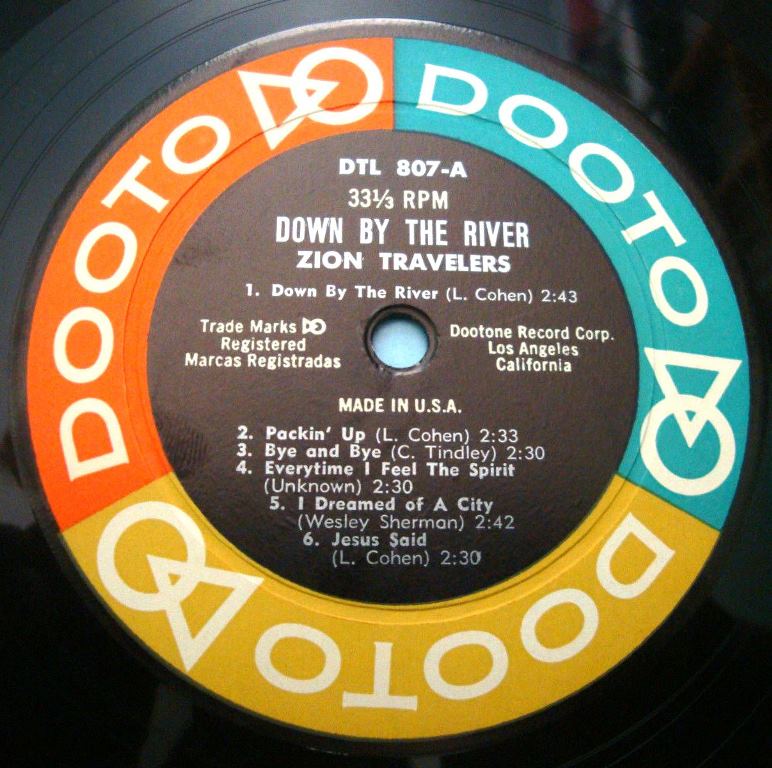 DOOTO
DOOTO
DOOTO
DTL 807-A
33⅓ RPM
DOWN BY THE RIVER
ZION TRAVELERS
1. Down By The River (L. Cohen) 2:43
Trade Marks DO
Registered
Marcas Registradas
Dootone Record Corp.
Los Angeles
California
MADE IN U.S.A.
2. Packin' Up (L. Cohen) 2:33
3. Bye and Bye (C. Tindley) 2:30
4. Everytime I Feel The Spirit
(Unknown) 2:30
5. I Dreamed of A City
(Wesley Sherman) 2:42
6. Jesus Said
(L. Cohen) 2:30